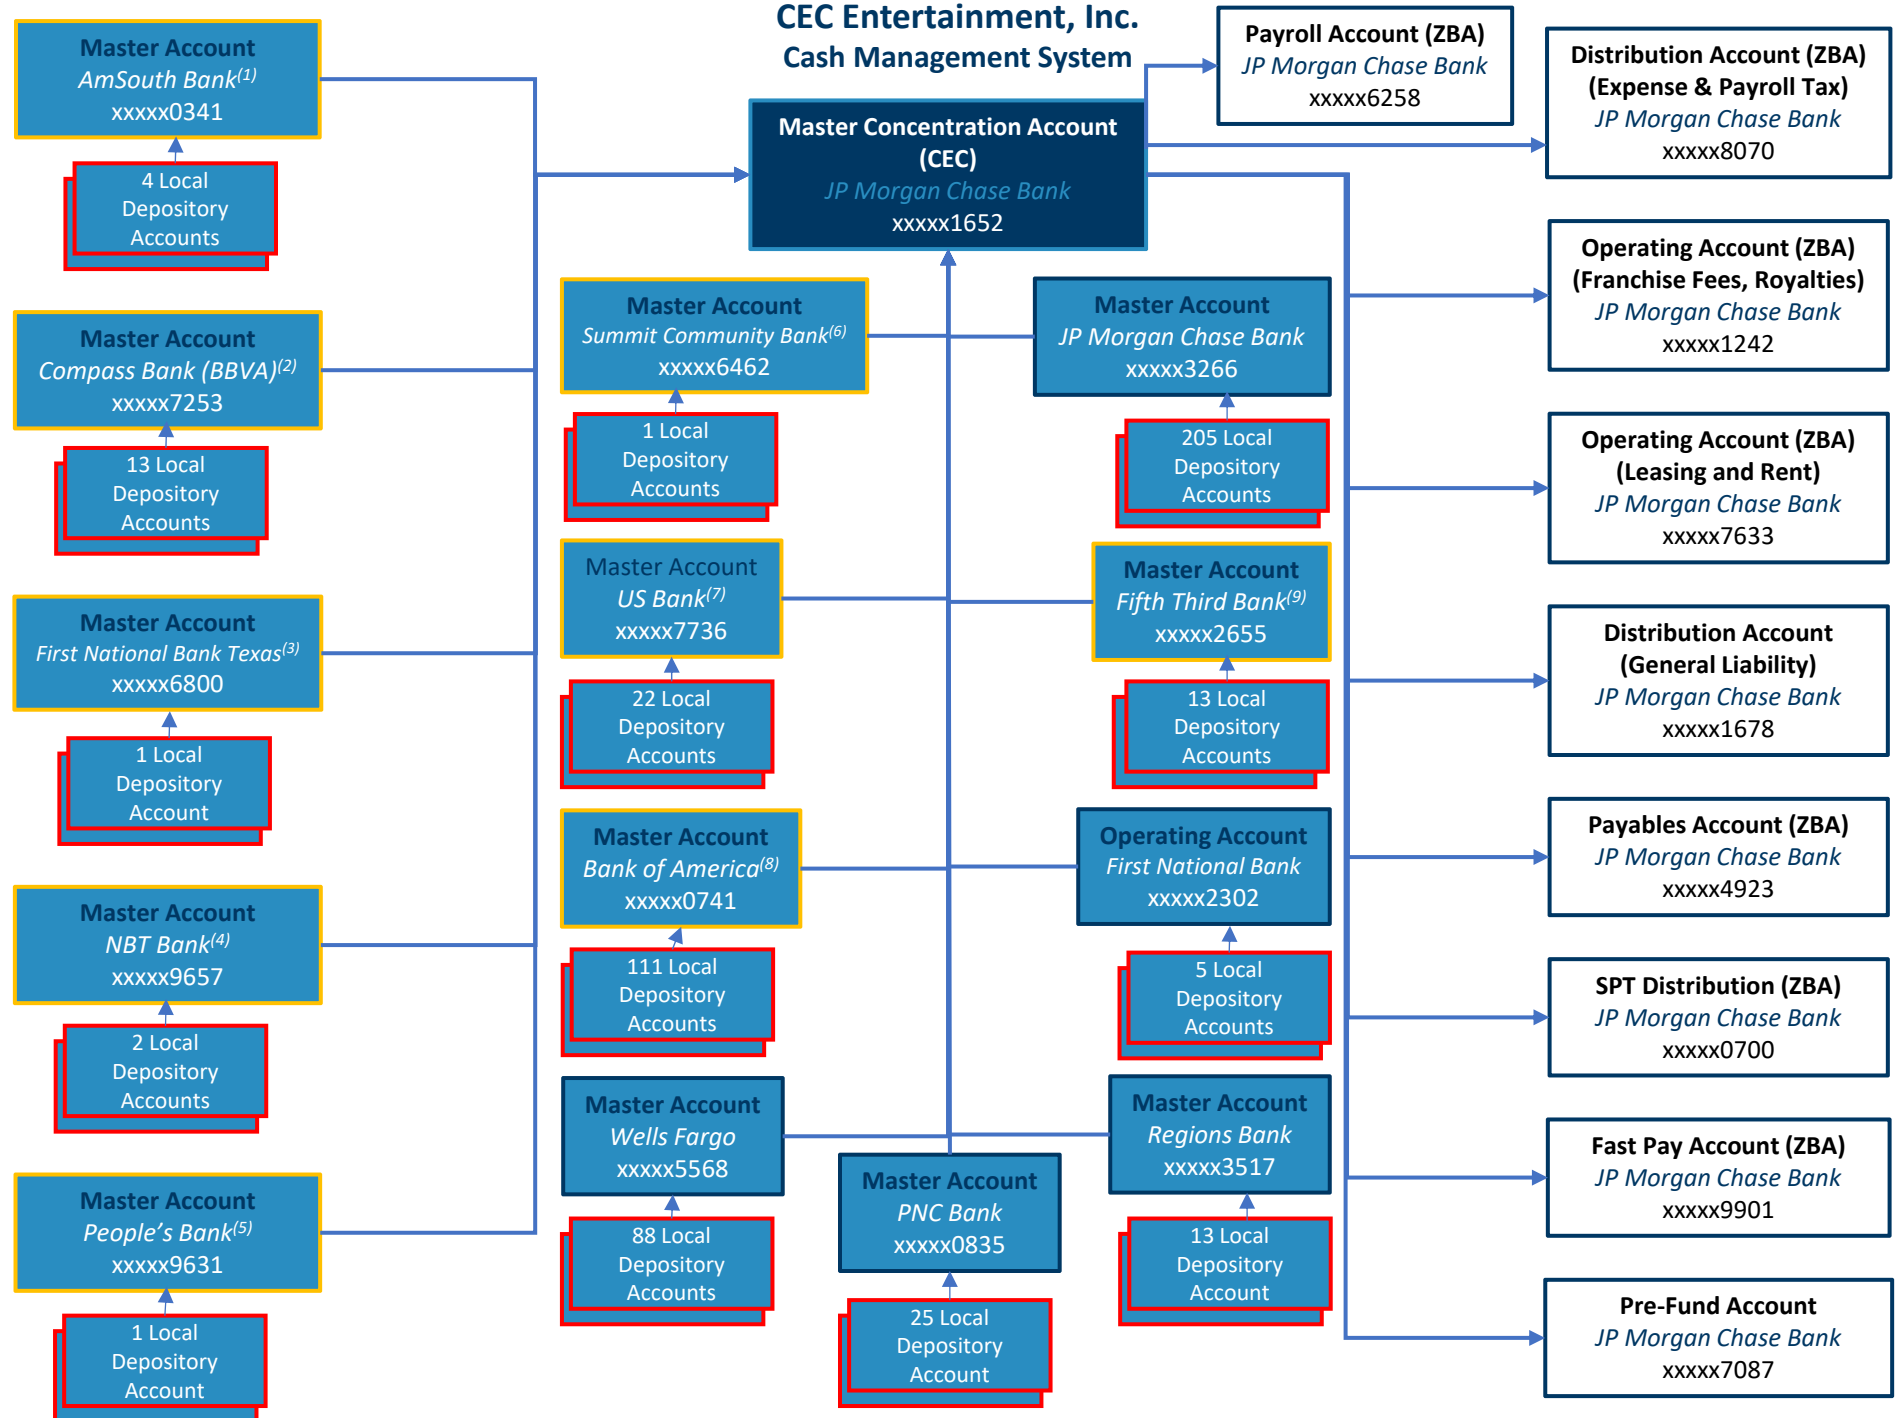 CEC Entertainment, Inc.
Cash Management System
Master Account
AmSouth Bank(1)
xxxxx0341
4 Local
Depository
Accounts
Master Account
Compass Bank (BBVA)(2)
xxxxx7253
13 Local
Depository
Accounts
Master Account
First National Bank Texas(3)
xxxxx6800
1 Local
Depository
Account
Master Account
NBT Bank(4)
xxxxx9657
2 Local
Depository
Accounts
Master Account
People’s Bank(5)
xxxxx9631
1 Local
Depository
Account
Master Concentration Account
(CEC)
JP Morgan Chase Bank
xxxxx1652
Master Account
Summit Community Bank(6)
xxxxx6462
1 Local
Depository
Accounts
Master Account
US Bank(7)
xxxxx7736
22 Local
Depository
Accounts
Master Account
Bank of America(8)
xxxxx0741
111 Local
Depository
Accounts
Master Account
Wells Fargo
xxxxx5568
88 Local
Depository
Accounts
Master Account
PNC Bank
xxxxx0835
25 Local
Depository
Account
Master Account
JP Morgan Chase Bank
xxxxx3266
205 Local
Depository
Accounts
Master Account
Fifth Third Bank(9)
xxxxx2655
13 Local
Depository
Accounts
Operating Account
First National Bank
xxxxx2302
5 Local
Depository
Accounts
Master Account
Regions Bank
xxxxx3517
13 Local
Depository
Account
Payroll Account (ZBA)
JP Morgan Chase Bank
xxxxx6258
Distribution Account (ZBA)
(Expense & Payroll Tax)
JP Morgan Chase Bank
xxxxx8070
Operating Account (ZBA)
(Franchise Fees, Royalties)
JP Morgan Chase Bank
xxxxx1242
Operating Account (ZBA)
(Leasing and Rent)
JP Morgan Chase Bank
xxxxx7633
Distribution Account
(General Liability)
JP Morgan Chase Bank
xxxxx1678
Payables Account (ZBA)
JP Morgan Chase Bank
xxxxx4923
SPT Distribution (ZBA)
JP Morgan Chase Bank
xxxxx0700
Fast Pay Account (ZBA)
JP Morgan Chase Bank
xxxxx9901
Pre-Fund Account
JP Morgan Chase Bank
xxxxx7087